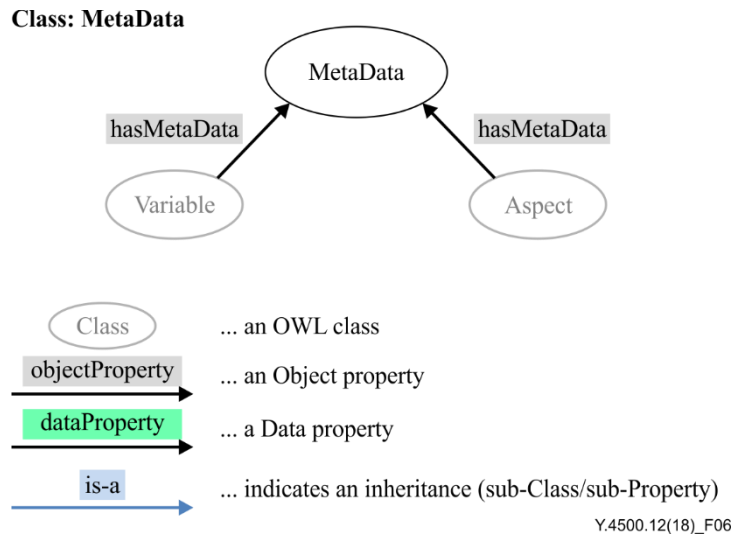 Class: MetaData
MetaData
hasMetaData
hasMetaData
Variable
Aspect
Class
... an OWL class
objectProperty
... an Object property
dataProperty
... a Data property
is-a
... indicates an inheritance (sub-Class/sub-Property)
Y.4500.12(18)_F06